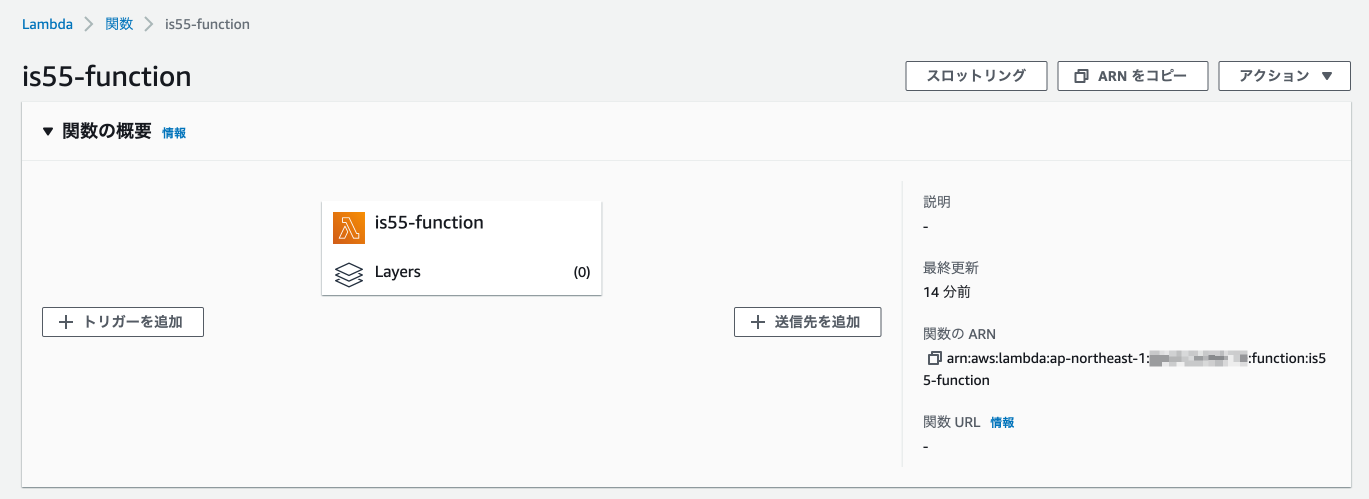 Lambda > 関数 > is55-function
is55-function
スロットリング ARN をコピー アクション ▼
▼ 関数の概要 情報
is55-function
Layers (0)
+ トリガーを追加
+ 送信先を追加
説明
-
最終更新
14 分前
関数の ARN
arn:aws:lambda:ap-northeast-1: :function:is5
5-function
関数 URL 情報
-